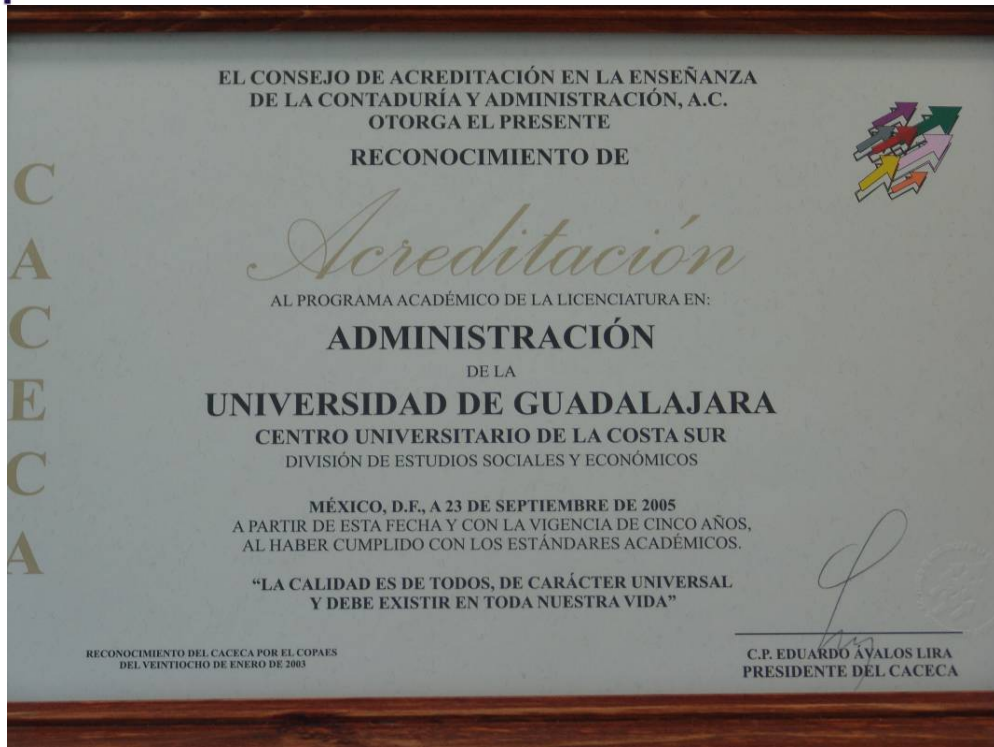 EL CONSEJO DE ACREDITACIÓN EN LA ENSEÑANZA
DE LA CONTADURÍA Y ADMINISTRACIÓN, A.C.
OTORGA EL PRESENTE
RECONOCIMIENTO DE
Acreditación
AL PROGRAMA ACADÉMICO DE LA LICENCIATURA EN:
ADMINISTRACIÓN
DE LA
UNIVERSIDAD DE GUADALAJARA
CENTRO UNIVERSITARIO DE LA COSTA SUR
DIVISIÓN DE ESTUDIOS SOCIALES Y ECONÓMICOS
MÉXICO, D.F., A 23 DE SEPTIEMBRE DE 2005
A PARTIR DE ESTA FECHA Y CON LA VIGENCIA DE CINCO AÑOS,
AL HABER CUMPLIDO CON LOS ESTÁNDARES ACADÉMICOS.
“LA CALIDAD ES DE TODOS, DE CARÁCTER UNIVERSAL
Y DEBE EXISTIR EN TODA NUESTRA VIDA”
RECONOCIMIENTO DEL CACECA POR EL COPAES
DEL VEINTIOCHO DE ENERO DE 2003
C.P. EDUARDO ÁVALOS LIRA
PRESIDENTE DEL CACECA
C
A
C
E
C
A